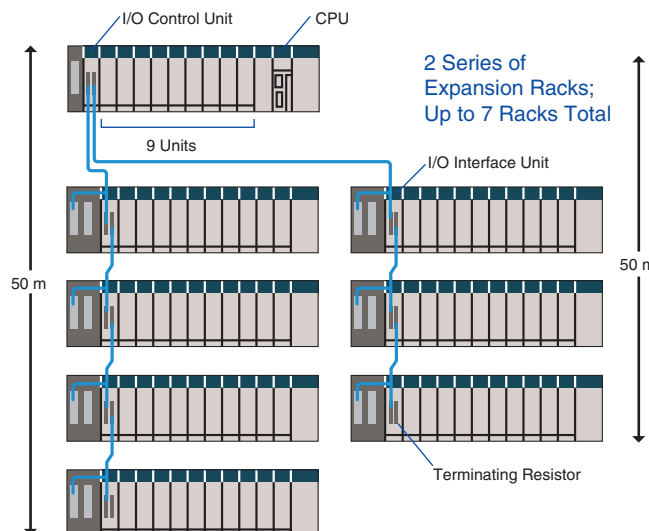 I/O Control Unit
CPU
2 Series of
Expansion Racks;
Up to 7 Racks Total
9 Units
I/O Interface Unit
50 m
50 m
Terminating Resistor